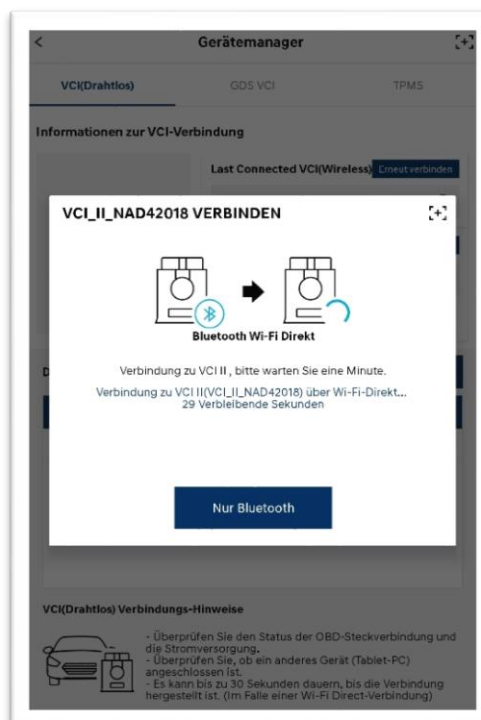 <
Gerätemanager
[+]
VCI(Drahtlos)
GDS VCI
TPMS
Informationen zur VCI-Verbindung
Last Connected VCI(Wireless)
Erneut verbinden
VCI_II_NAD42018 VERBINDEN
[+]
Bluetooth Wi-Fi Direkt
Verbindung zu VCI II , bitte warten Sie eine Minute.
Verbindung zu VCI II(VCI_II_NAD42018) über Wi-Fi-Direkt...
29 Verbleibende Sekunden
D
Nur Bluetooth
VCI(Drahtlos) Verbindungs-Hinweise
- Überprüfen Sie den Status der OBD-Steckverbindung und
die Stromversorgung.
- Überprüfen Sie, ob ein anderes Gerät (Tablet-PC)
angeschlossen ist.
- Es kann bis zu 30 Sekunden dauern, bis die Verbindung
hergestellt ist. (Im Falle einer Wi-Fi Direct-Verbindung)